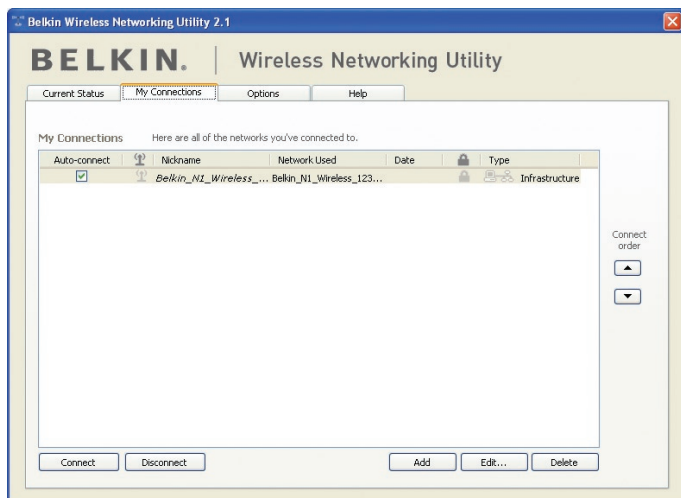 Belkin Wireless Networking Utility 2.1
BELKIN. | Wireless Networking Utility
Current Status My Connections Options Help
My Connections Here are all of the networks you've connected to.
Auto-connect Nickname Network Used Date Type
Belkin_N1_Wireless_... Belkin_N1_Wireless_123... Infrastructure
Connect order
Connect Disconnect Add Edit... Delete